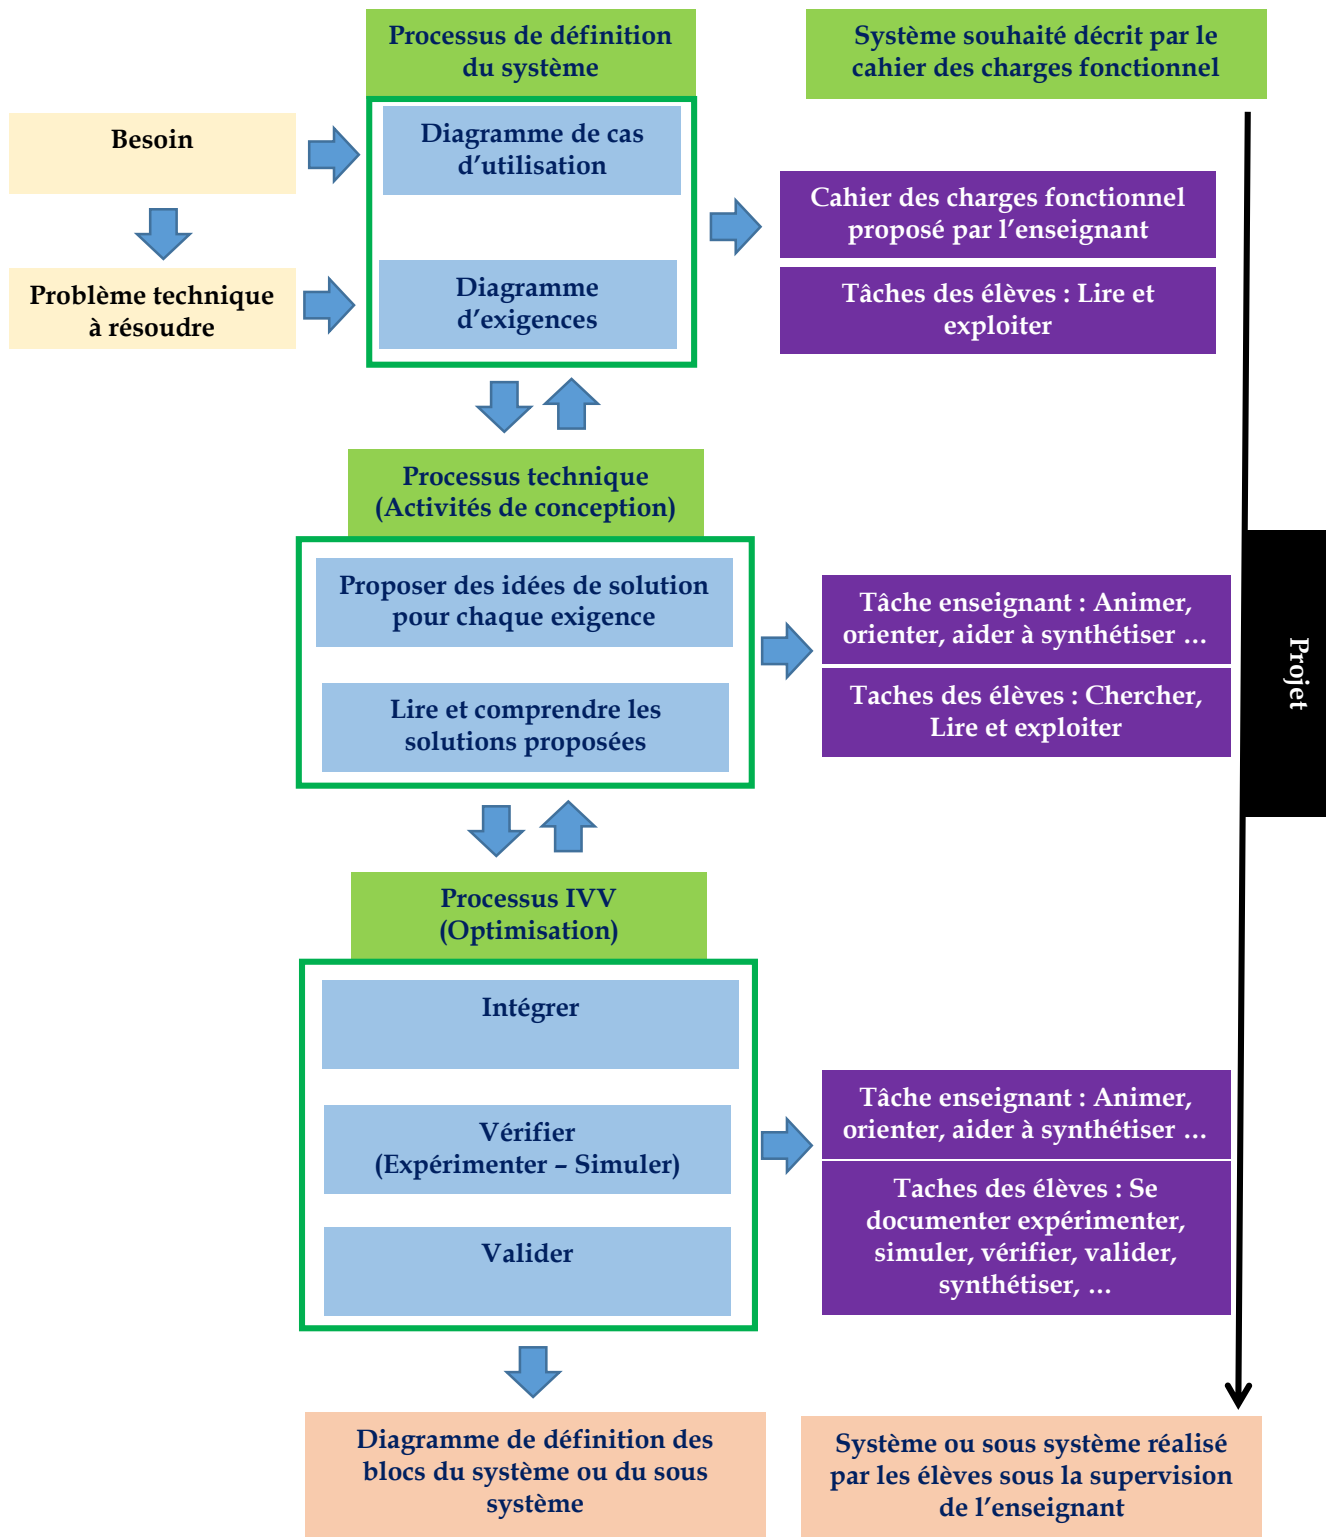 Processus de définition
du système
Système souhaité décrit par le
cahier des charges fonctionnel
Besoin
Diagramme de cas
d’utilisation
Cahier des charges fonctionnel
proposé par l’enseignant
Problème technique
à résoudre
Diagramme
d’exigences
Tâches des élèves : Lire et
exploiter
Processus technique
(Activités de conception)
Proposer des idées de solution
pour chaque exigence
Tâche enseignant : Animer,
orienter, aider à synthétiser …
Projet
Lire et comprendre les
solutions proposées
Taches des élèves : Chercher,
Lire et exploiter
Processus IVV
(Optimisation)
Intégrer
Vérifier
(Expérimenter – Simuler)
Tâche enseignant : Animer,
orienter, aider à synthétiser …
Valider
Taches des élèves : Se
documenter expérimenter,
simuler, vérifier, valider,
synthétiser, …
Diagramme de définition des
blocs du système ou du sous
système
Système ou sous système réalisé
par les élèves sous la supervision
de l’enseignant